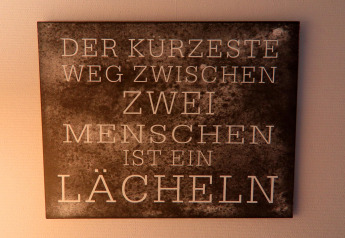 DER KURZESTE
WEG ZWISCHEN
ZWEI
MENSCHEN
IST EIN
LÄCHELN